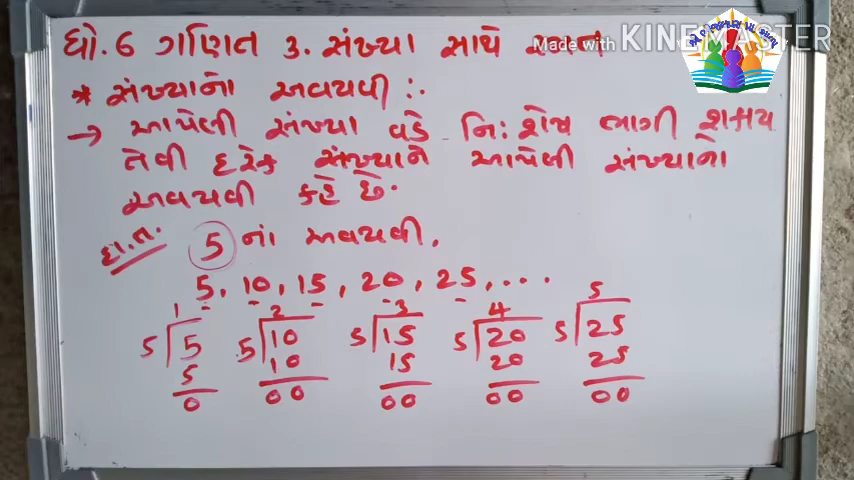 ધો.6 ગણિત 3. સંખ્યા સાથે રમત
Made with KINEMASTER
* સંખ્યાનો અવયવી :-
→ આપેલી સંખ્યા વડે નિઃશેષ ભાગી શકાય
તેવી દરેક સંખ્યાને આપેલી સંખ્યાનો
અવયવી કહે છે.
દા.ત. 5 નાં અવયવી.
5, 10, 15, 20, 25, ...
1 2 3 4 5
5 5 5 10 5 15 5 20 5 25
5 10 15 20 25
0 00 00 00 00